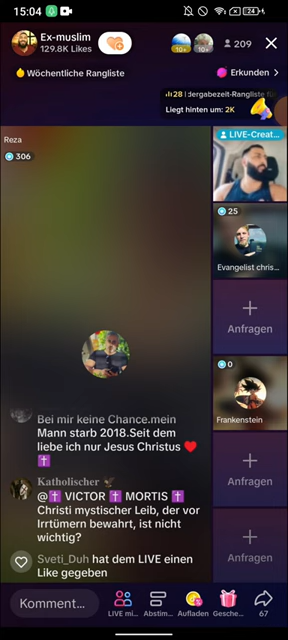 15:04
24
Ex-muslim
129.8K Likes
10+
10+
209
Wöchentliche Rangliste
Erkunden >
28
dergabezeit-Rangliste
Liegt hinten um: 2K
Reza
306
LIVE-Creat...
25
Evangelist chris...
+
Anfragen
0
Frankenstein
+
Anfragen
+
Anfragen
Bei mir keine Chance.mein
Mann starb 2018.Seit dem
liebe ich nur Jesus Christus ❤️
✝️
Katholischer 🕊
@✝️ VICTOR ✝️ MORTIS ✝️
Christi mystischer Leib, der vor
Irrtümern bewahrt, ist nicht
wichtig?
Sveti_Duh hat dem LIVE einen
Like gegeben
Komment...
LIVE mi...
Abstim...
Aufladen
Gesche...
67